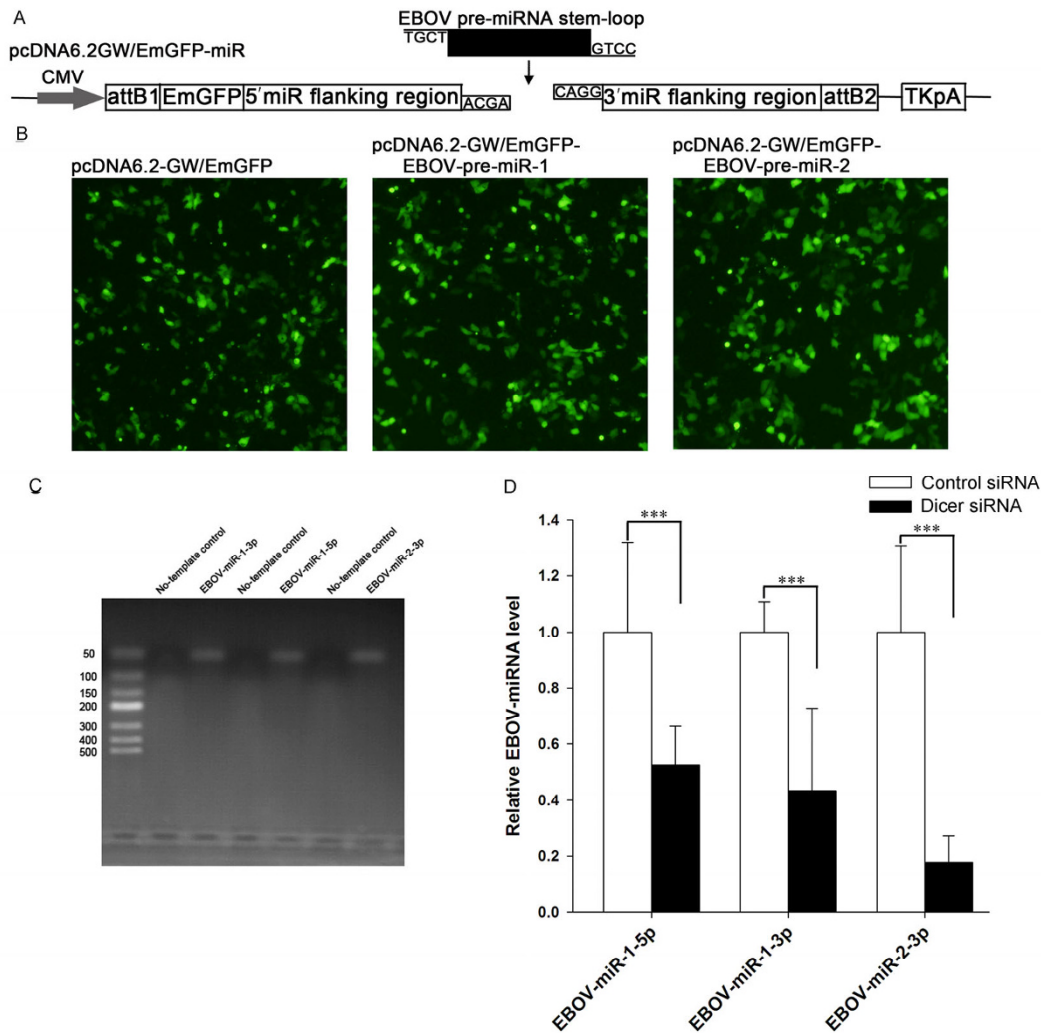 A
EBOV pre-miRNA stem-loop
TGCT
GTCC
pcDNA6.2GW/EmGFP-miR
CMV
attB1 EmGFP 5′miR flanking region ACGA
CAGG 3′miR flanking region attB2 TKpA
B
pcDNA6.2-GW/EmGFP
pcDNA6.2-GW/EmGFP-
EBOV-pre-miR-1
pcDNA6.2-GW/EmGFP-
EBOV-pre-miR-2
C
No-template control
EBOV-miR-1-3p
No-template control
EBOV-miR-1-5p
No-template control
EBOV-miR-2-3p
50
100
150
200
300
400
500
D
Control siRNA
Dicer siRNA
Relative EBOV-miRNA level
1.4
1.2
1.0
0.8
0.6
0.4
0.2
0.0
***
***
***
EBOV-miR-1-5p
EBOV-miR-1-3p
EBOV-miR-2-3p